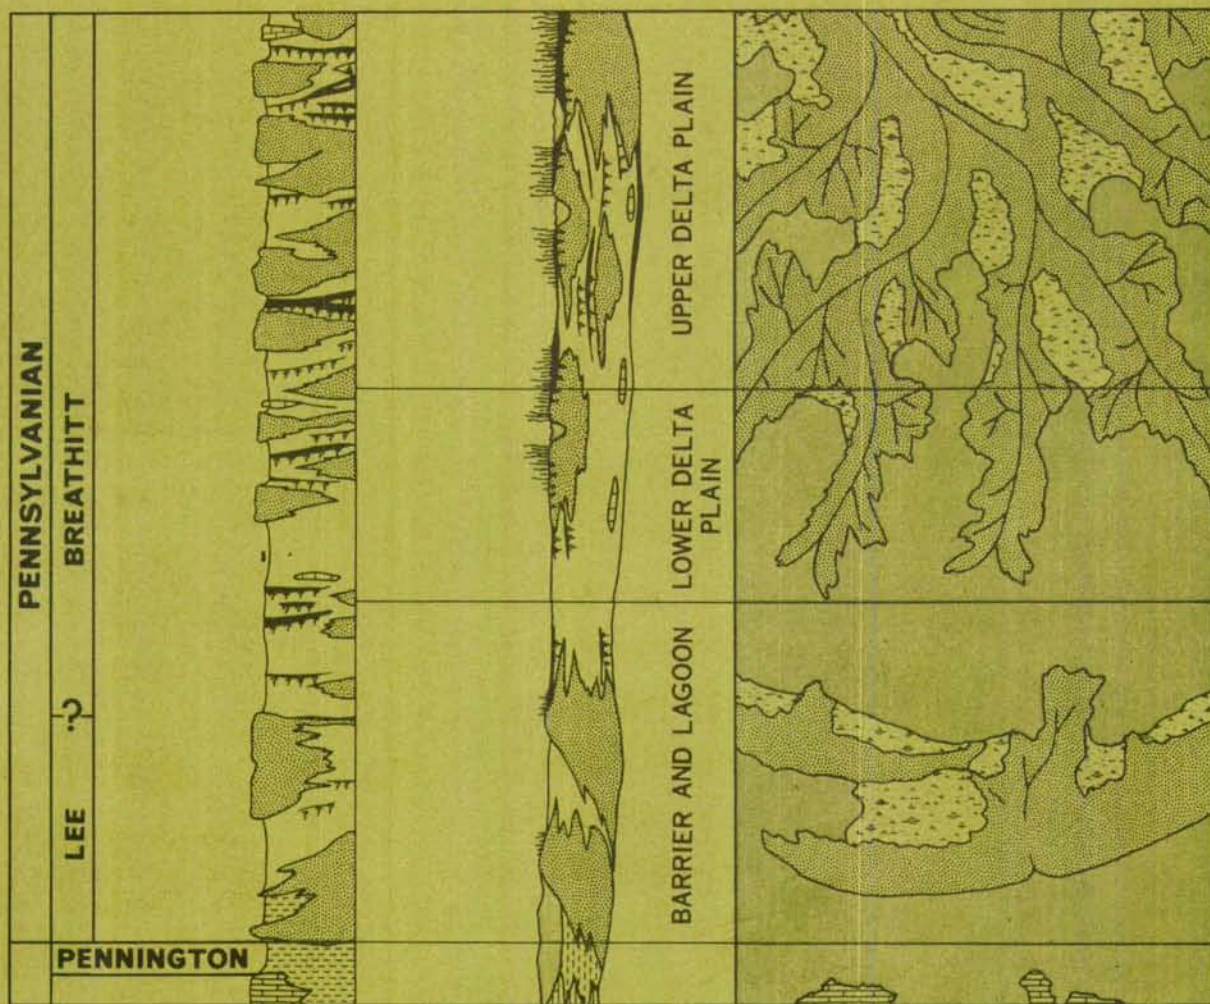 PENNSYLVANIAN
BREATHITT
?
LEE
PENNINGTON
UPPER DELTA PLAIN
LOWER DELTA
PLAIN
BARRIER AND LAGOON